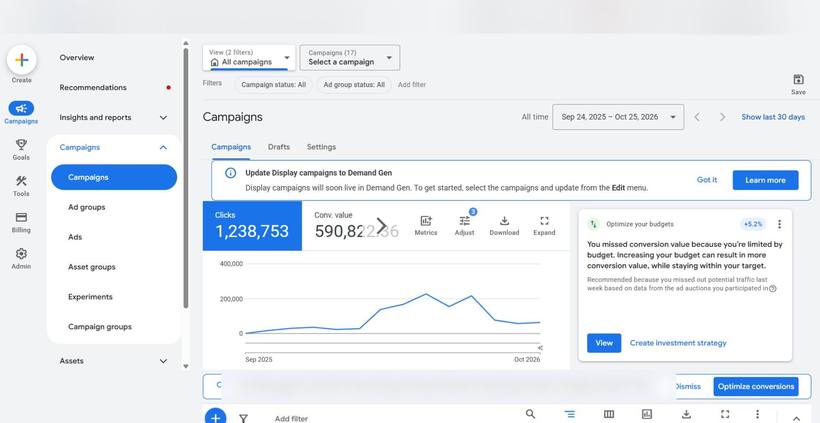 View (2 filters)
All campaigns
Campaigns (17)
Select a campaign
Filters
Campaign status: All
Ad group status: All
Add filter
Save
Create
Campaigns
Goals
Tools
Billing
Admin
Overview
Recommendations
Insights and reports
Campaigns
Campaigns
Ad groups
Ads
Asset groups
Experiments
Campaign groups
Assets
Campaigns
All time
Sep 24, 2025 – Oct 25, 2026
Show last 30 days
Campaigns
Drafts
Settings
Update Display campaigns to Demand Gen
Display campaigns will soon live in Demand Gen. To get started, select the campaigns and update from the Edit menu.
Got it
Learn more
Clicks
1,238,753
Conv. value
590,822.36
Metrics
3
Adjust
Download
Expand
400,000
200,000
0
Sep 2025
Oct 2026
Optimize your budgets
+5.2%
You missed conversion value because you're limited by
budget. Increasing your budget can result in more
conversion value, while staying within your target.
Recommended because you missed out potential traffic last
week based on data from the ad auctions you participated in
View
Create investment strategy
Dismiss
Optimize conversions
Add filter